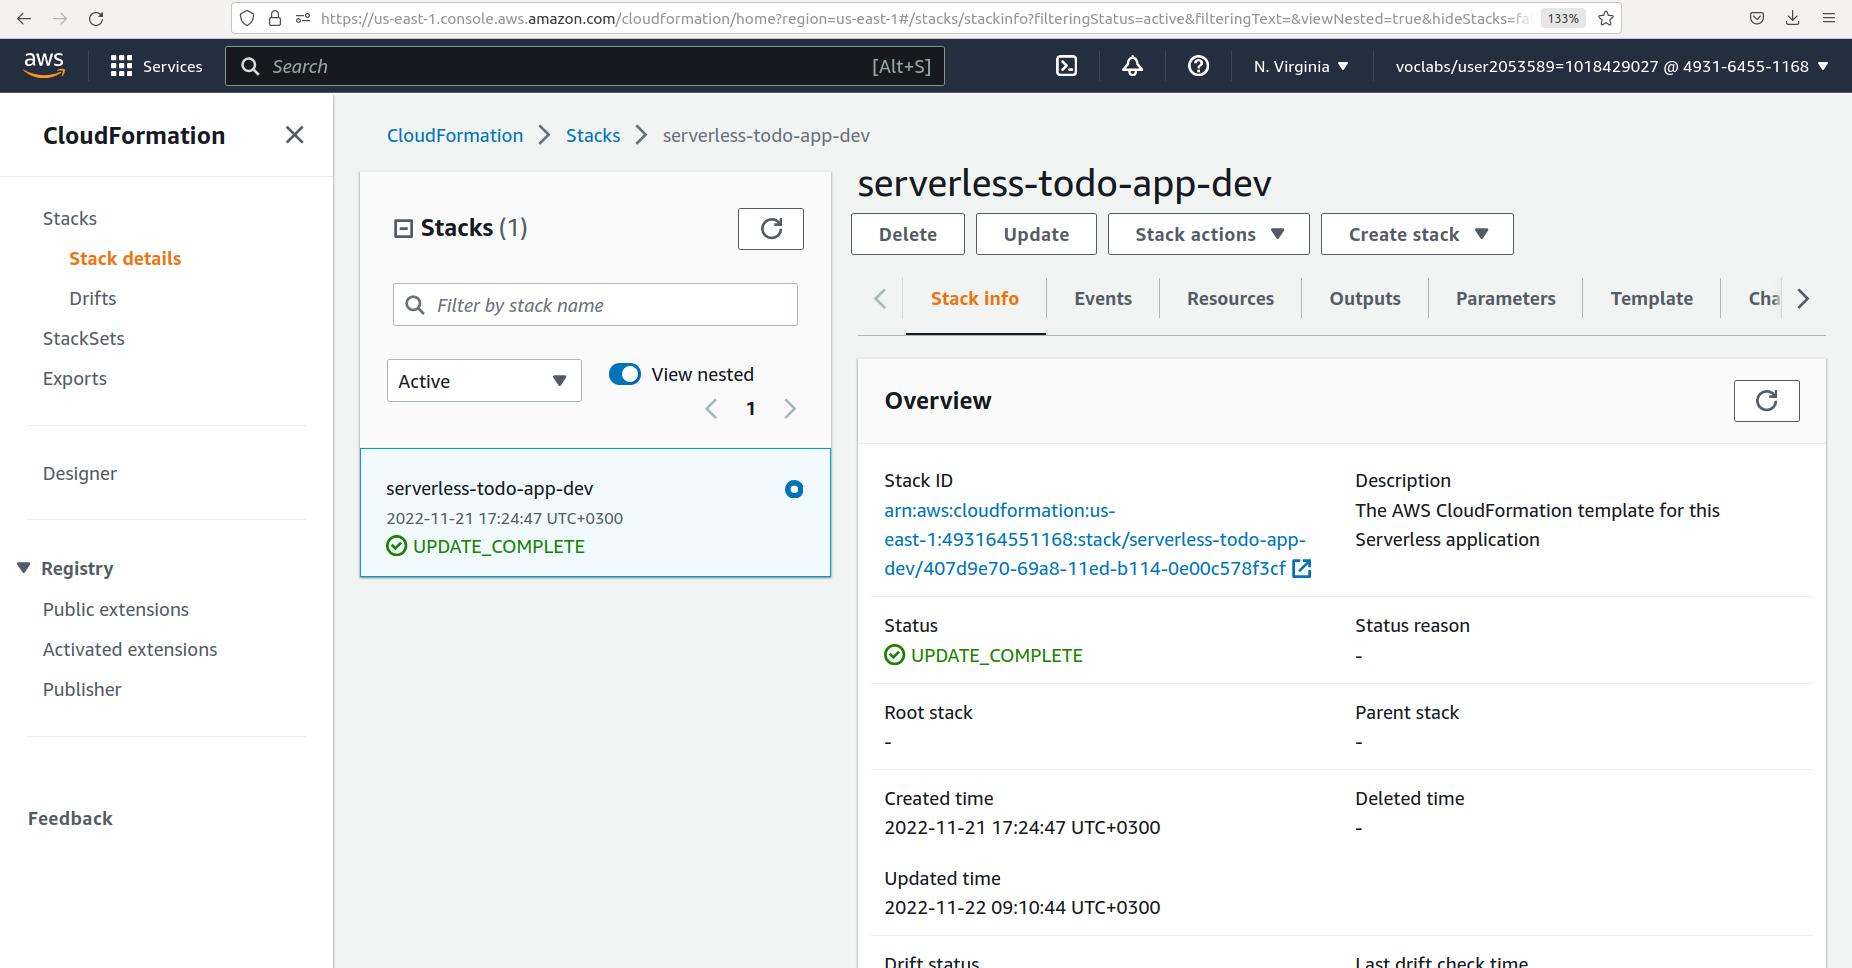 https://us-east-1.console.aws.amazon.com/cloudformation/home?region=us-east-1#/stacks/stackinfo?filteringStatus=active&filteringText=&viewNested=true&hideStacks=fa
133%
aws
Services
Search
[Alt+S]
N. Virginia
voclabs/user2053589=1018429027 @ 4931-6455-1168
CloudFormation
Stacks
Stack details
Drifts
StackSets
Exports
Designer
Registry
Public extensions
Activated extensions
Publisher
Feedback
CloudFormation
Stacks
serverless-todo-app-dev
Stacks (1)
Filter by stack name
Active
View nested
1
serverless-todo-app-dev
2022-11-21 17:24:47 UTC+0300
UPDATE_COMPLETE
serverless-todo-app-dev
Delete
Update
Stack actions
Create stack
Stack info
Events
Resources
Outputs
Parameters
Template
Cha
Overview
Stack ID
arn:aws:cloudformation:us-
east-1:493164551168:stack/serverless-todo-app-
dev/407d9e70-69a8-11ed-b114-0e00c578f3cf
Description
The AWS CloudFormation template for this
Serverless application
Status
UPDATE_COMPLETE
Status reason
-
Root stack
-
Parent stack
-
Created time
2022-11-21 17:24:47 UTC+0300
Deleted time
-
Updated time
2022-11-22 09:10:44 UTC+0300
Drift status
Last drift check time